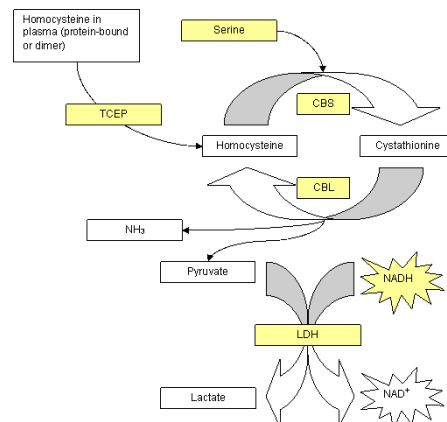 Homocysteine in
plasma (protein-bound
or dimer)
Serine
TCEP
CBS
Homocysteine
Cystathionine
CBL
NH₃
Pyruvate
NADH
LDH
Lactate
NAD⁺